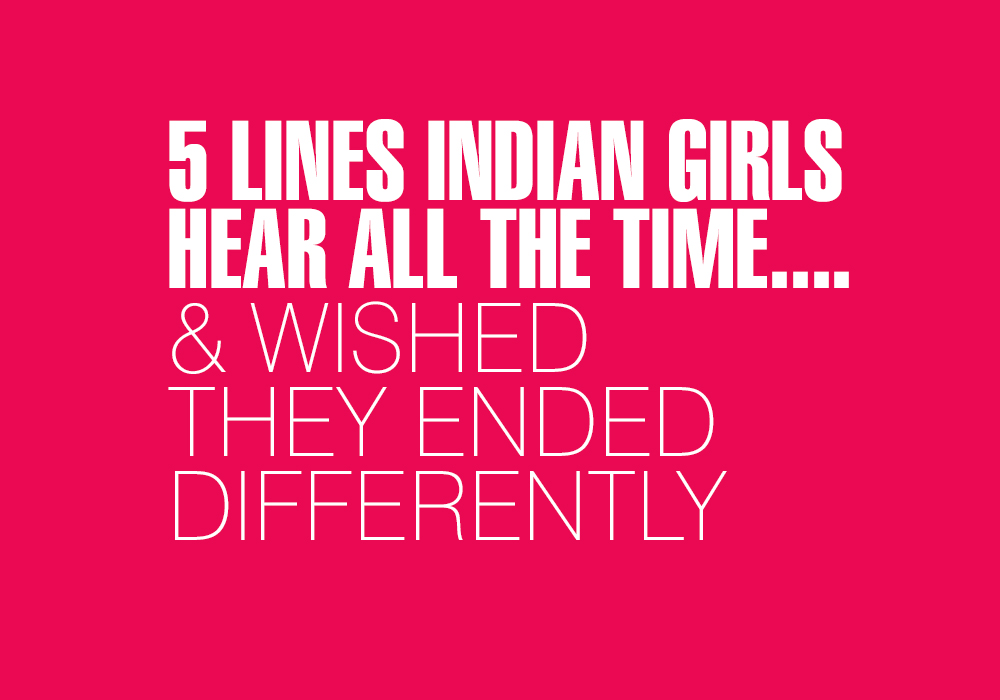 5 LINES INDIAN GIRLS
HEAR ALL THE TIME....
& WISHED
THEY ENDED
DIFFERENTLY